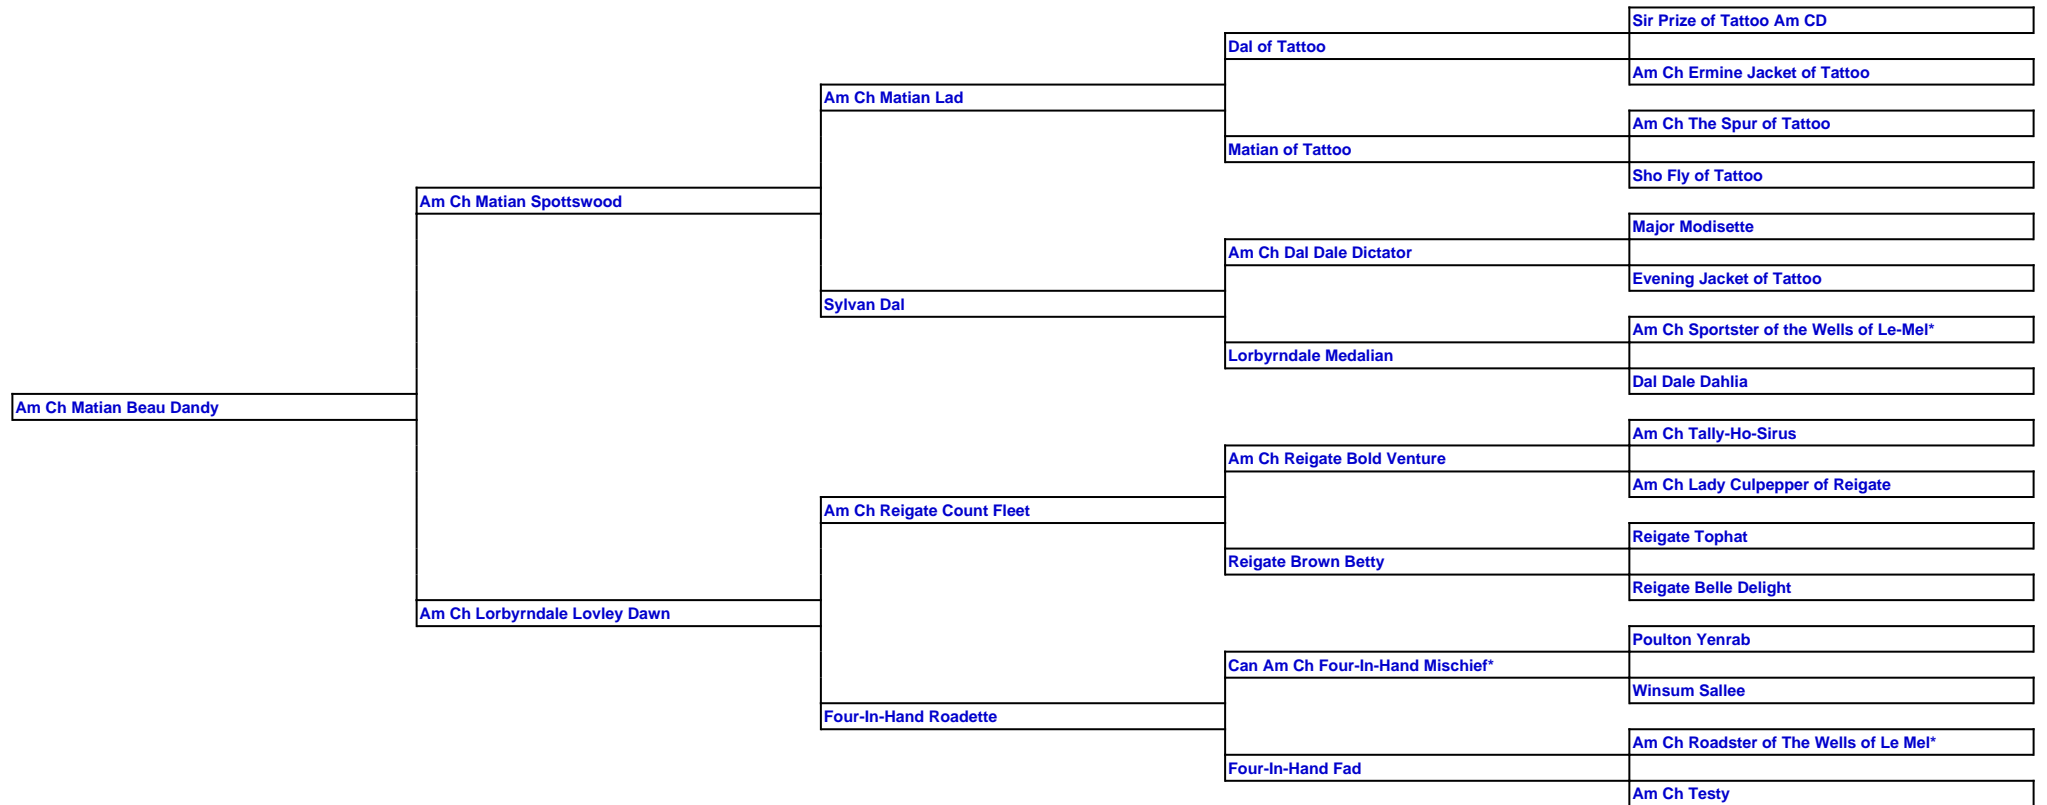 Sir Prize of Tattoo Am CD
Dal of Tattoo
Am Ch Ermine Jacket of Tattoo
Am Ch Matian Lad
Am Ch The Spur of Tattoo
Matian of Tattoo
Sho Fly of Tattoo
Am Ch Matian Spottswood
Major Modisette
Am Ch Dal Dale Dictator
Evening Jacket of Tattoo
Sylvan Dal
Am Ch Sportster of the Wells of Le-Mel*
Lorbyrndale Medalian
Dal Dale Dahlia
Am Ch Matian Beau Dandy
Am Ch Tally-Ho-Sirus
Am Ch Reigate Bold Venture
Am Ch Lady Culpepper of Reigate
Am Ch Reigate Count Fleet
Reigate Tophat
Reigate Brown Betty
Reigate Belle Delight
Am Ch Lorbyrndale Lovley Dawn
Poulton Yenrab
Can Am Ch Four-In-Hand Mischief*
Winsum Sallee
Four-In-Hand Roadette
Am Ch Roadster of The Wells of Le Mel*
Four-In-Hand Fad
Am Ch Testy